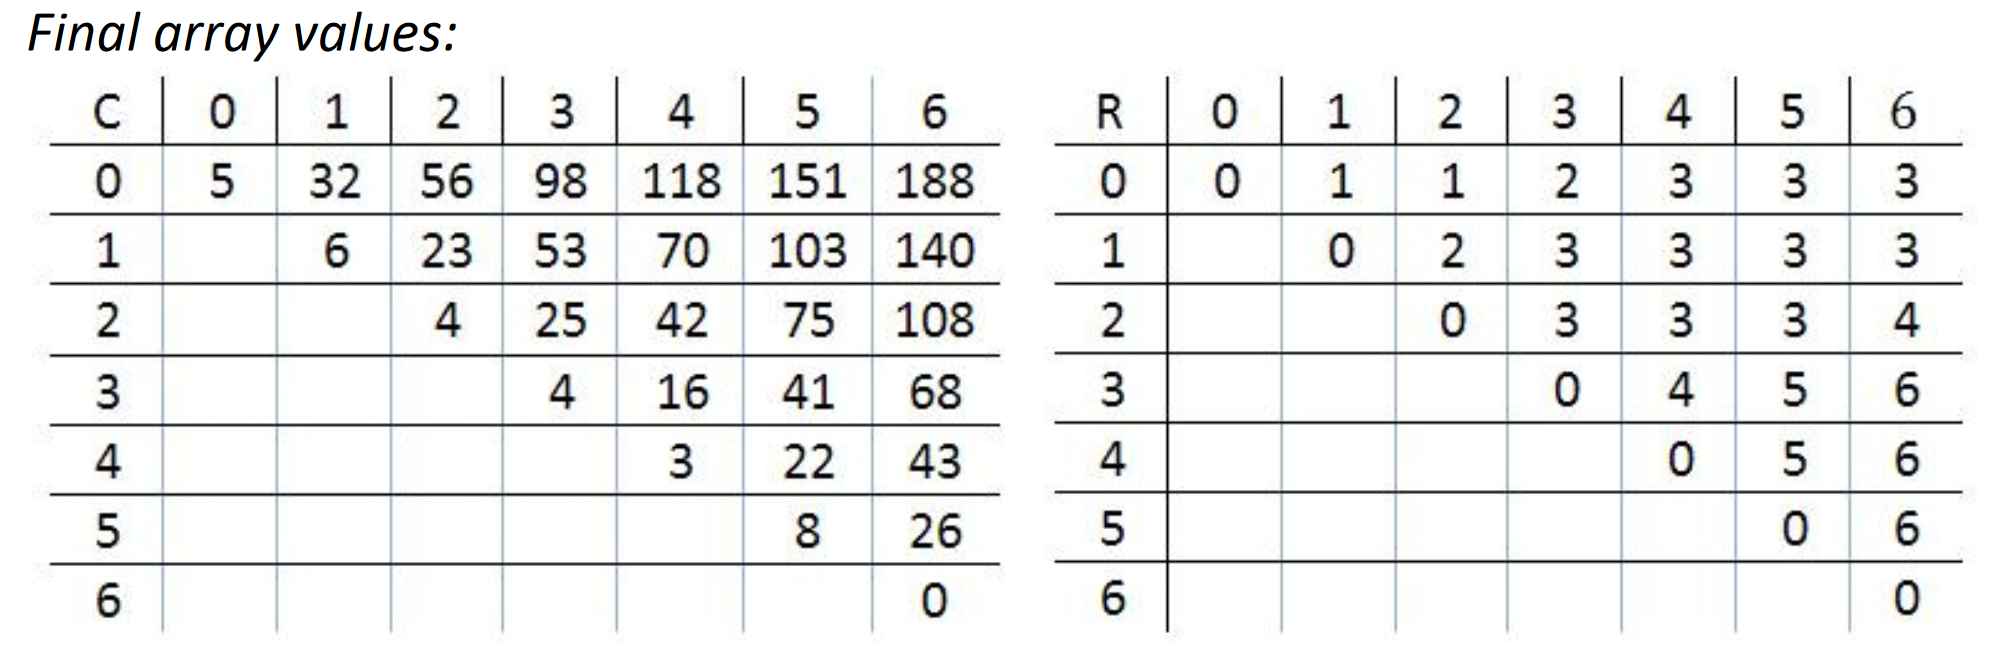 Final array values:
C 0 1 2 3 4 5 6 R 0 1 2 3 4 5 6
0 5 32 56 98 118 151 188 0 0 1 1 2 3 3 3
1 6 23 53 70 103 140 1 0 2 3 3 3 3
2 4 25 42 75 108 2 0 3 3 3 4
3 4 16 41 68 3 0 4 5 6
4 3 22 43 4 0 5 6
5 8 26 5 0 6
6 0 6 0